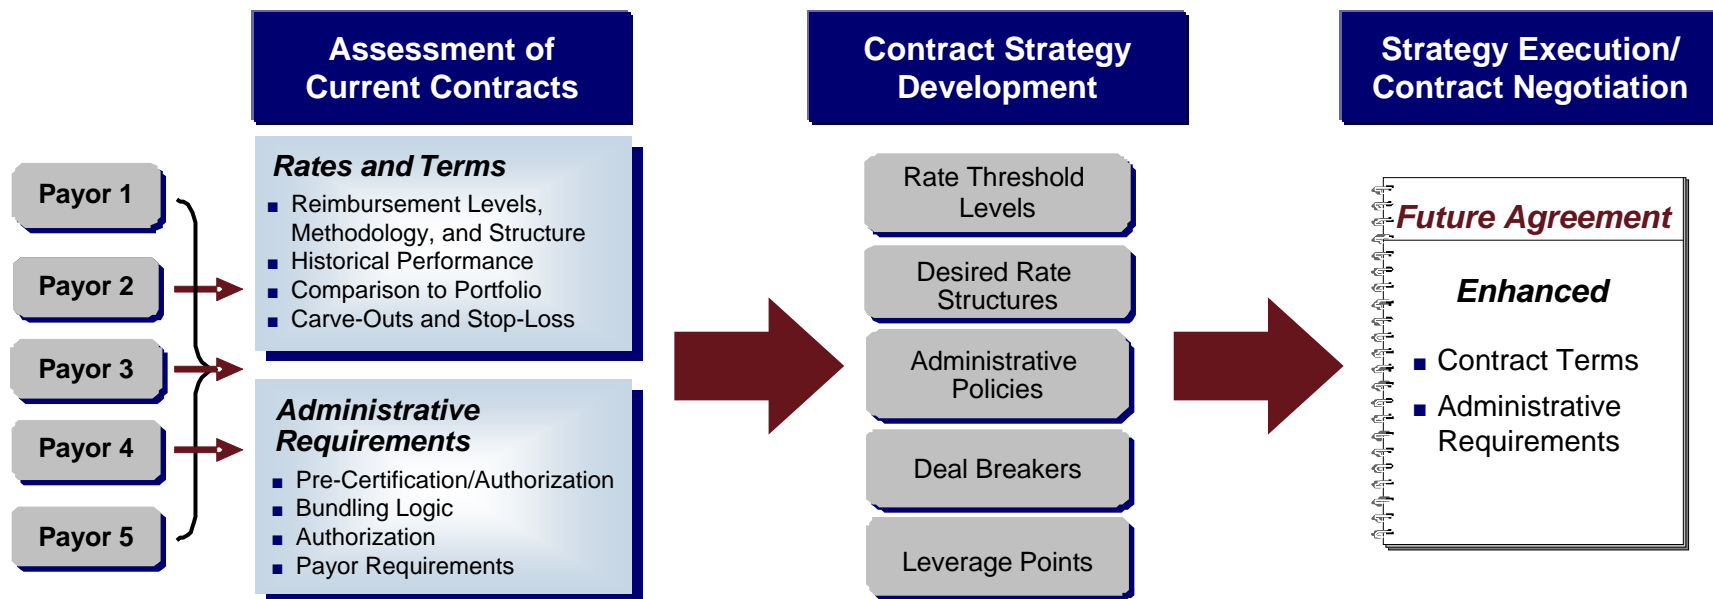 Assessment of
Current Contracts
Contract Strategy
Development
Strategy Execution/
Contract Negotiation
Payor 1
Payor 2
Payor 3
Payor 4
Payor 5
Rates and Terms
■ Reimbursement Levels,
Methodology, and Structure
■ Historical Performance
■ Comparison to Portfolio
■ Carve-Outs and Stop-Loss
Administrative
Requirements
■ Pre-Certification/Authorization
■ Bundling Logic
■ Authorization
■ Payor Requirements
Rate Threshold
Levels
Desired Rate
Structures
Administrative
Policies
Deal Breakers
Leverage Points
Future Agreement
Enhanced
■ Contract Terms
■ Administrative
Requirements